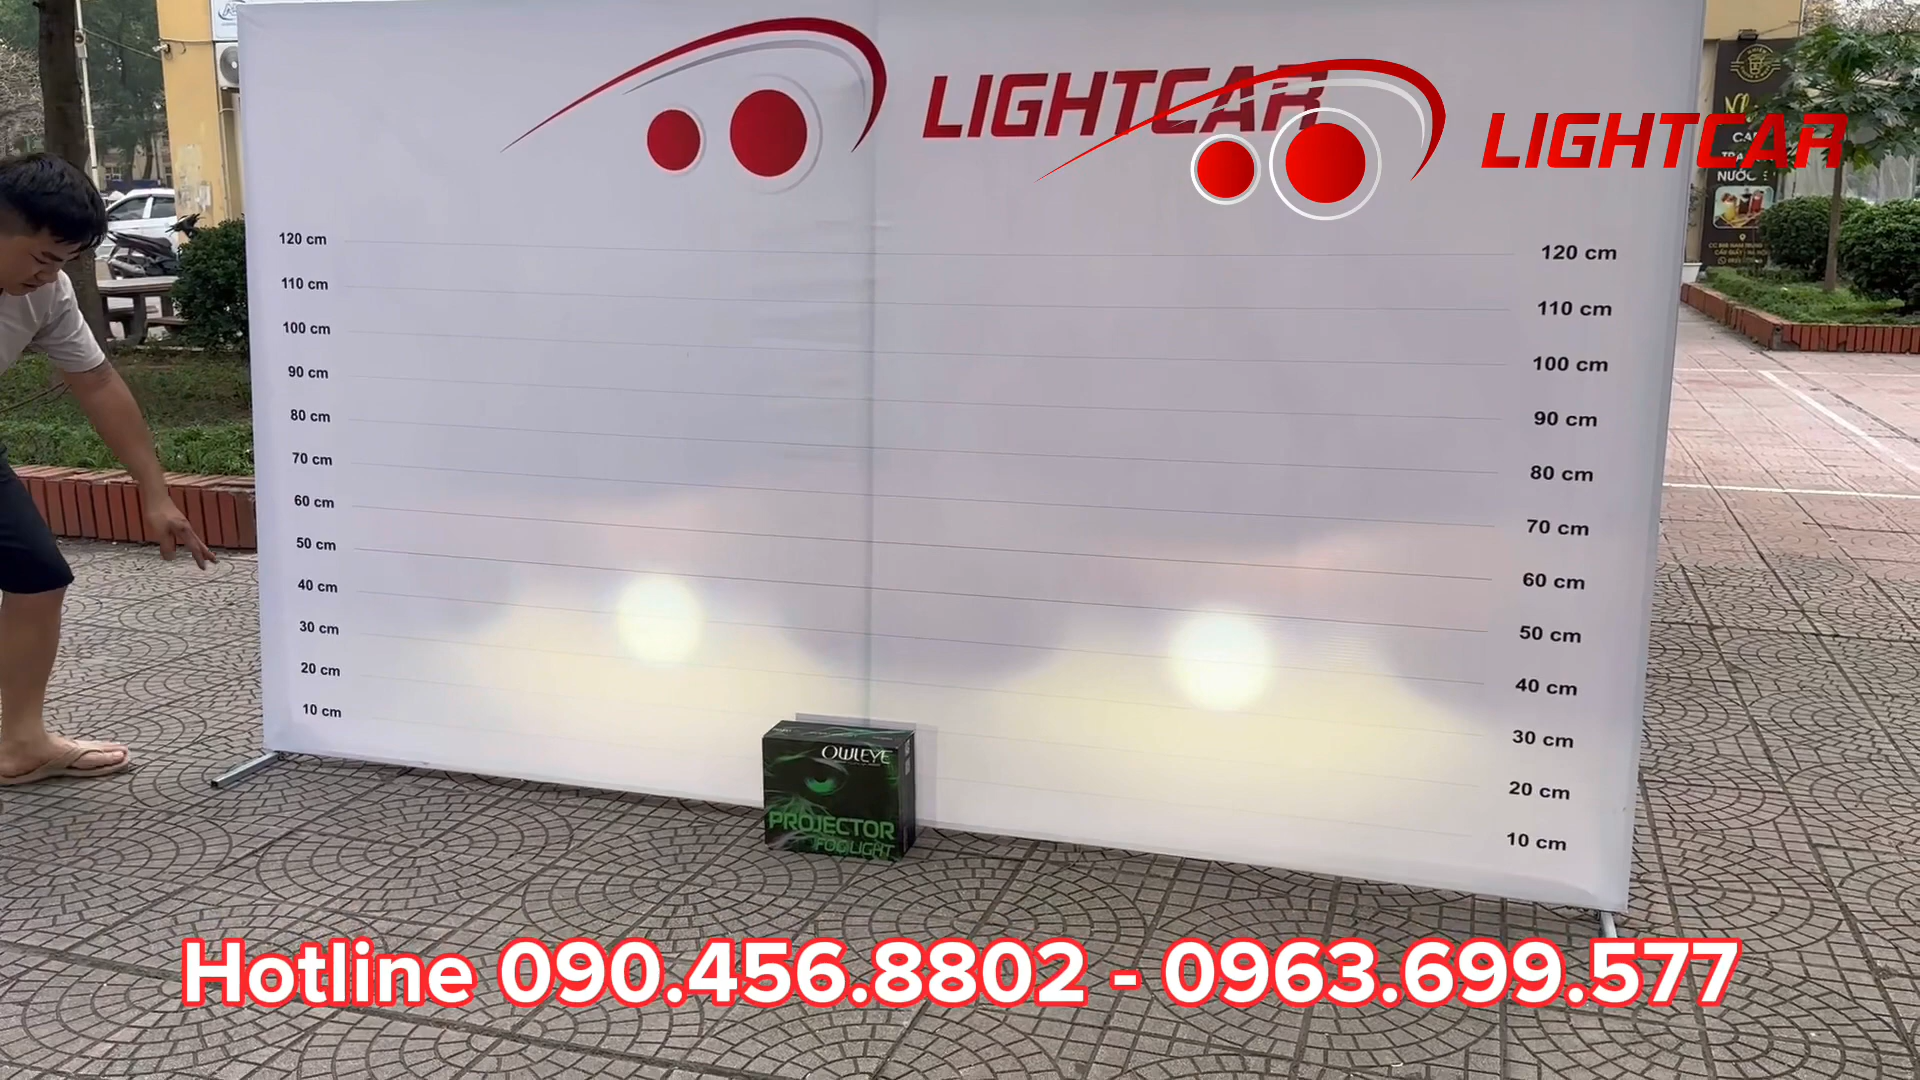 LIGHTCAR
LIGHTCAR
120 cm
110 cm
100 cm
90 cm
80 cm
70 cm
60 cm
50 cm
40 cm
30 cm
20 cm
10 cm
120 cm
110 cm
100 cm
90 cm
80 cm
70 cm
60 cm
50 cm
40 cm
30 cm
20 cm
10 cm
NƯỚC
OWLEYE
PROJECTOR
FOG LIGHT
Hotline 090.456.8802 - 0963.699.577